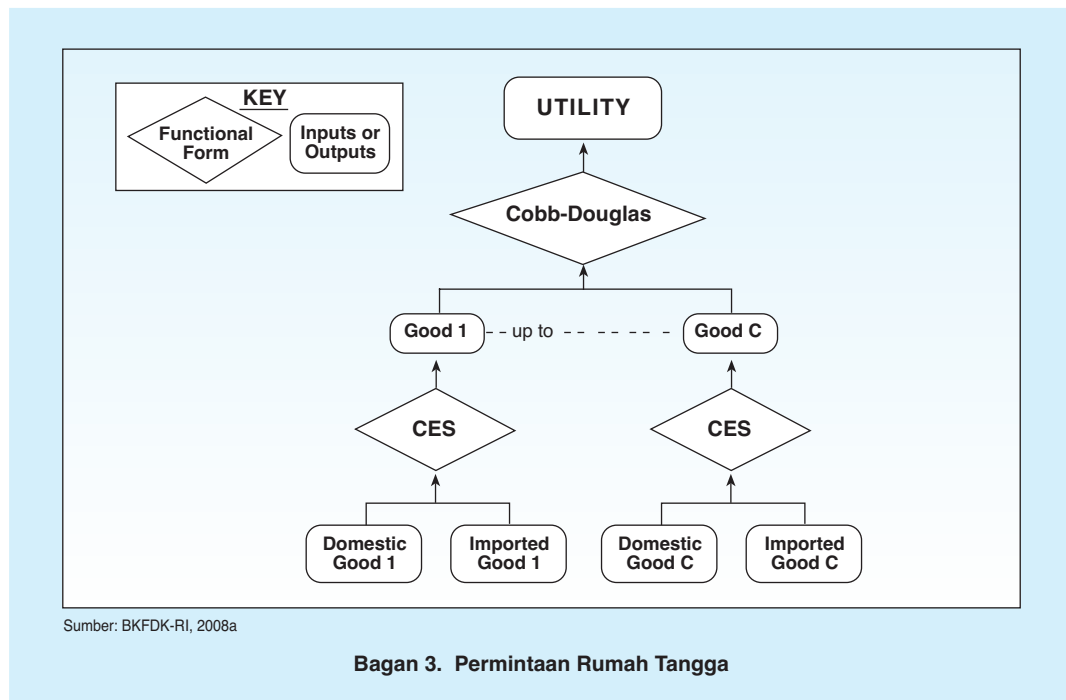 KEY
Functional
Form
Inputs or
Outputs
UTILITY
Cobb-Douglas
Good 1 - - up to - - - - - - - Good C
CES CES
Domestic
Good 1
Imported
Good 1
Domestic
Good C
Imported
Good C
Sumber: BKFDK-RI, 2008a
Bagan 3. Permintaan Rumah Tangga